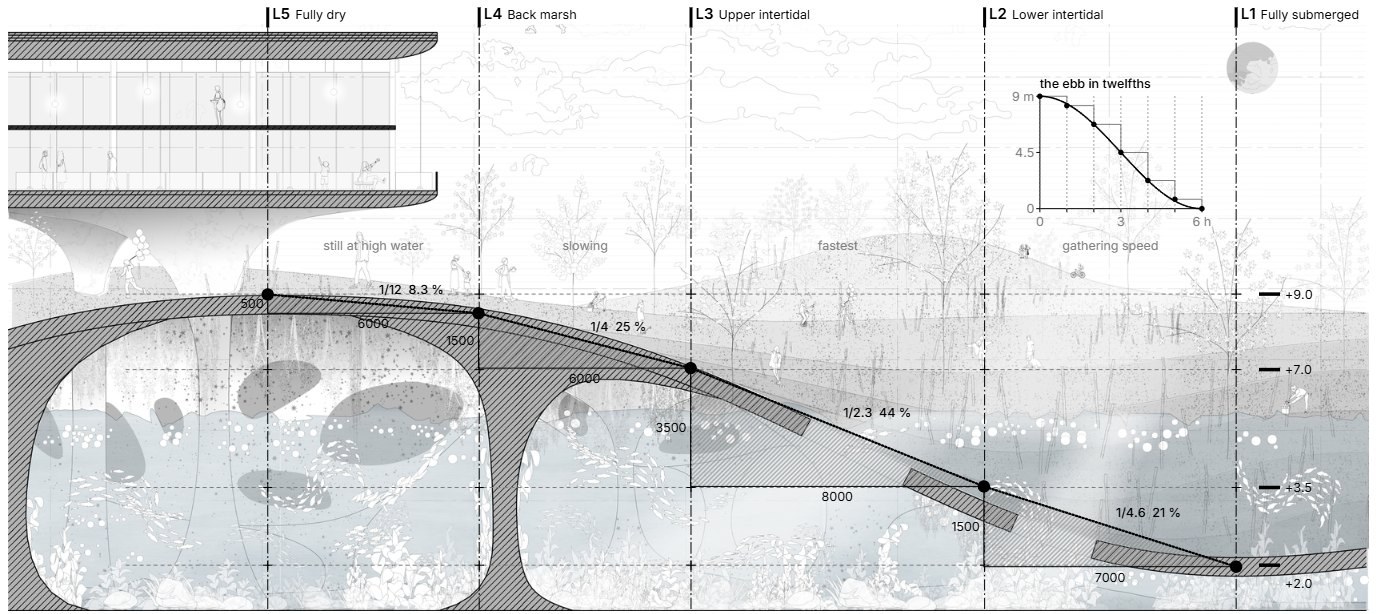 L5 Fully dry
L4 Back marsh
L3 Upper intertidal
L2 Lower intertidal
L1 Fully submerged
the ebb in twelfths
9 m
4.5
0
0 3 6 h
still at high water
slowing
fastest
gathering speed
1/12 8.3 %
500
6000
1/4 25 %
1500
6000
1/2.3 44 %
3500
8000
1/4.6 21 %
1500
7000
+9.0
+7.0
+3.5
+2.0